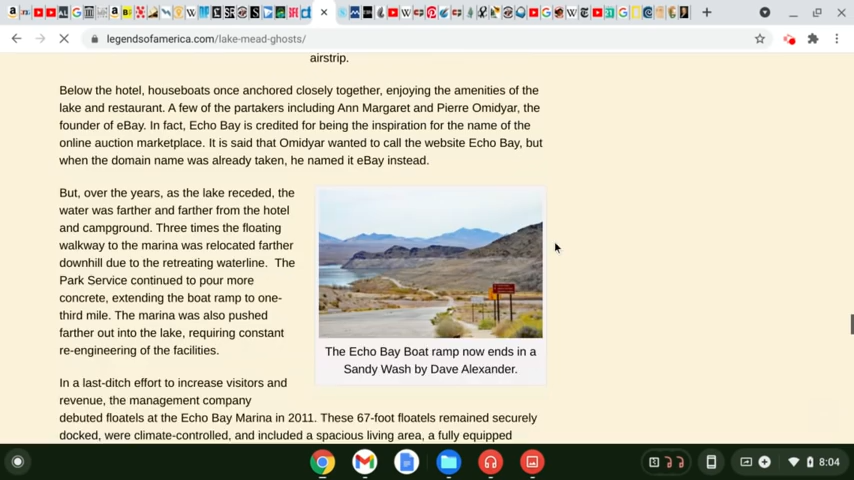 legendsofamerica.com/lake-mead-ghosts/
airstrip.
Below the hotel, houseboats once anchored closely together, enjoying the amenities of the
lake and restaurant. A few of the partakers including Ann Margaret and Pierre Omidyar, the
founder of eBay. In fact, Echo Bay is credited for being the inspiration for the name of the
online auction marketplace. It is said that Omidyar wanted to call the website Echo Bay, but
when the domain name was already taken, he named it eBay instead.
But, over the years, as the lake receded, the
water was farther and farther from the hotel
and campground. Three times the floating
walkway to the marina was relocated farther
downhill due to the retreating waterline. The
Park Service continued to pour more
concrete, extending the boat ramp to one-
third mile. The marina was also pushed
farther out into the lake, requiring constant
re-engineering of the facilities.
The Echo Bay Boat ramp now ends in a
Sandy Wash by Dave Alexander.
In a last-ditch effort to increase visitors and
revenue, the management company
debuted floatels at the Echo Bay Marina in 2011. These 67-foot floatels remained securely
docked, were climate-controlled, and included a spacious living area, a fully equipped
8:04